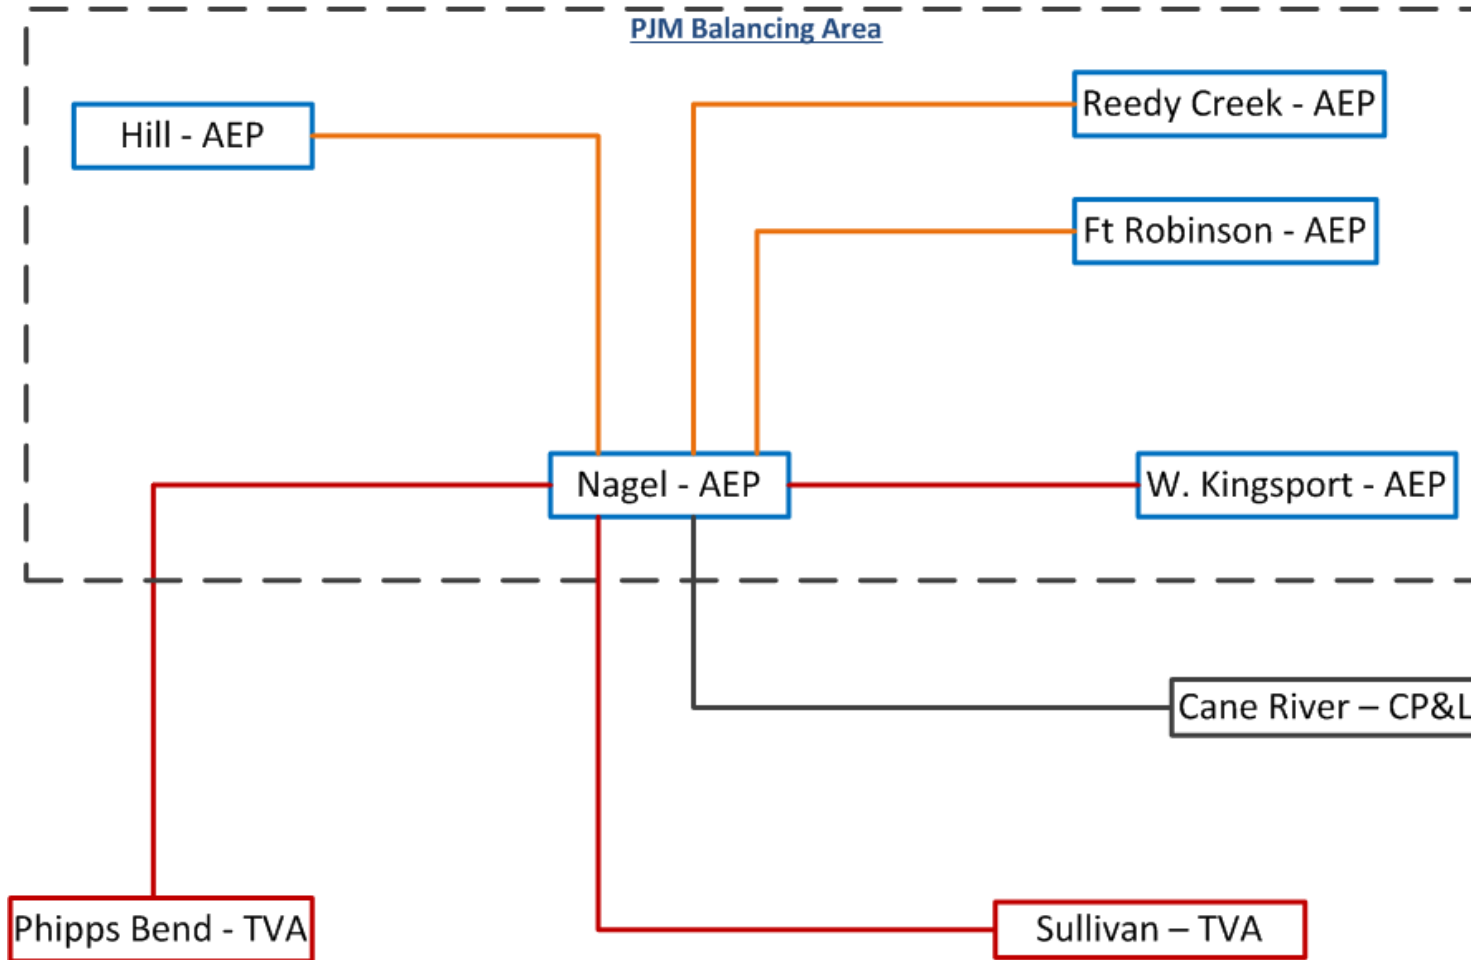 PJM Balancing Area
Hill - AEP
Reedy Creek - AEP
Ft Robinson - AEP
Nagel - AEP
W. Kingsport - AEP
Cane River – CP&L
Phipps Bend - TVA
Sullivan – TVA